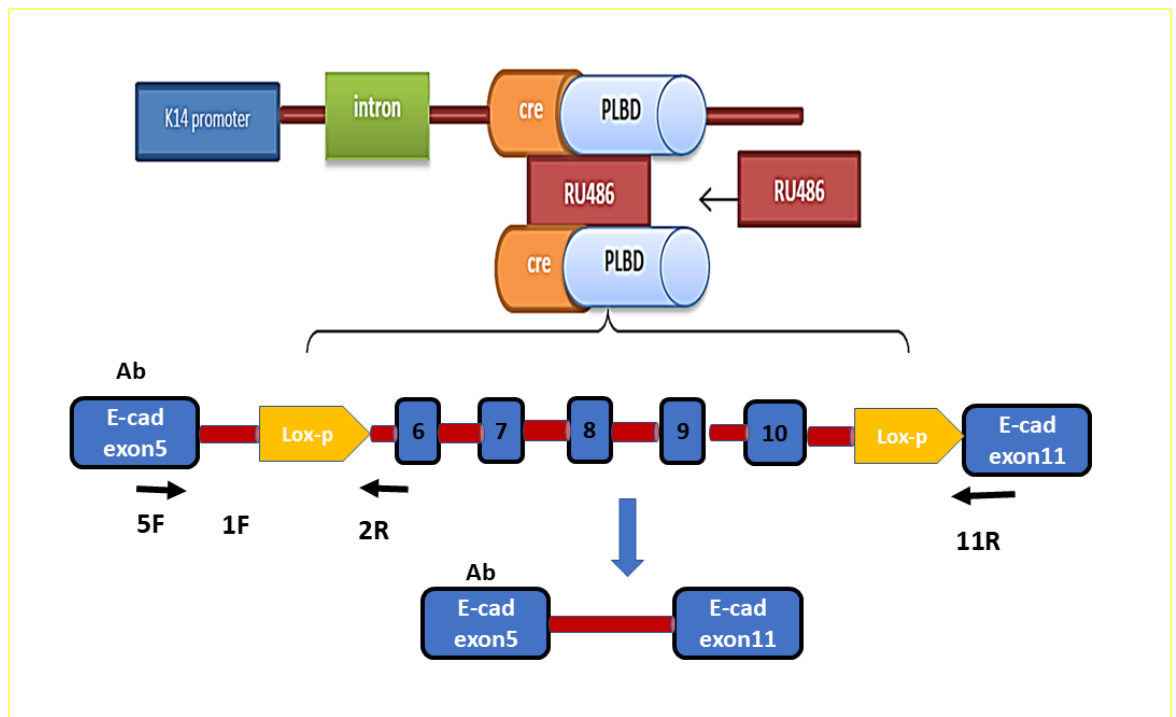 K14 promoter
intron
cre
PLBD
RU486
RU486
cre
PLBD
Ab
E-cad
exon5
Lox-p
6
7
8
9
10
Lox-p
E-cad
exon11
5F
1F
2R
11R
Ab
E-cad
exon5
E-cad
exon11